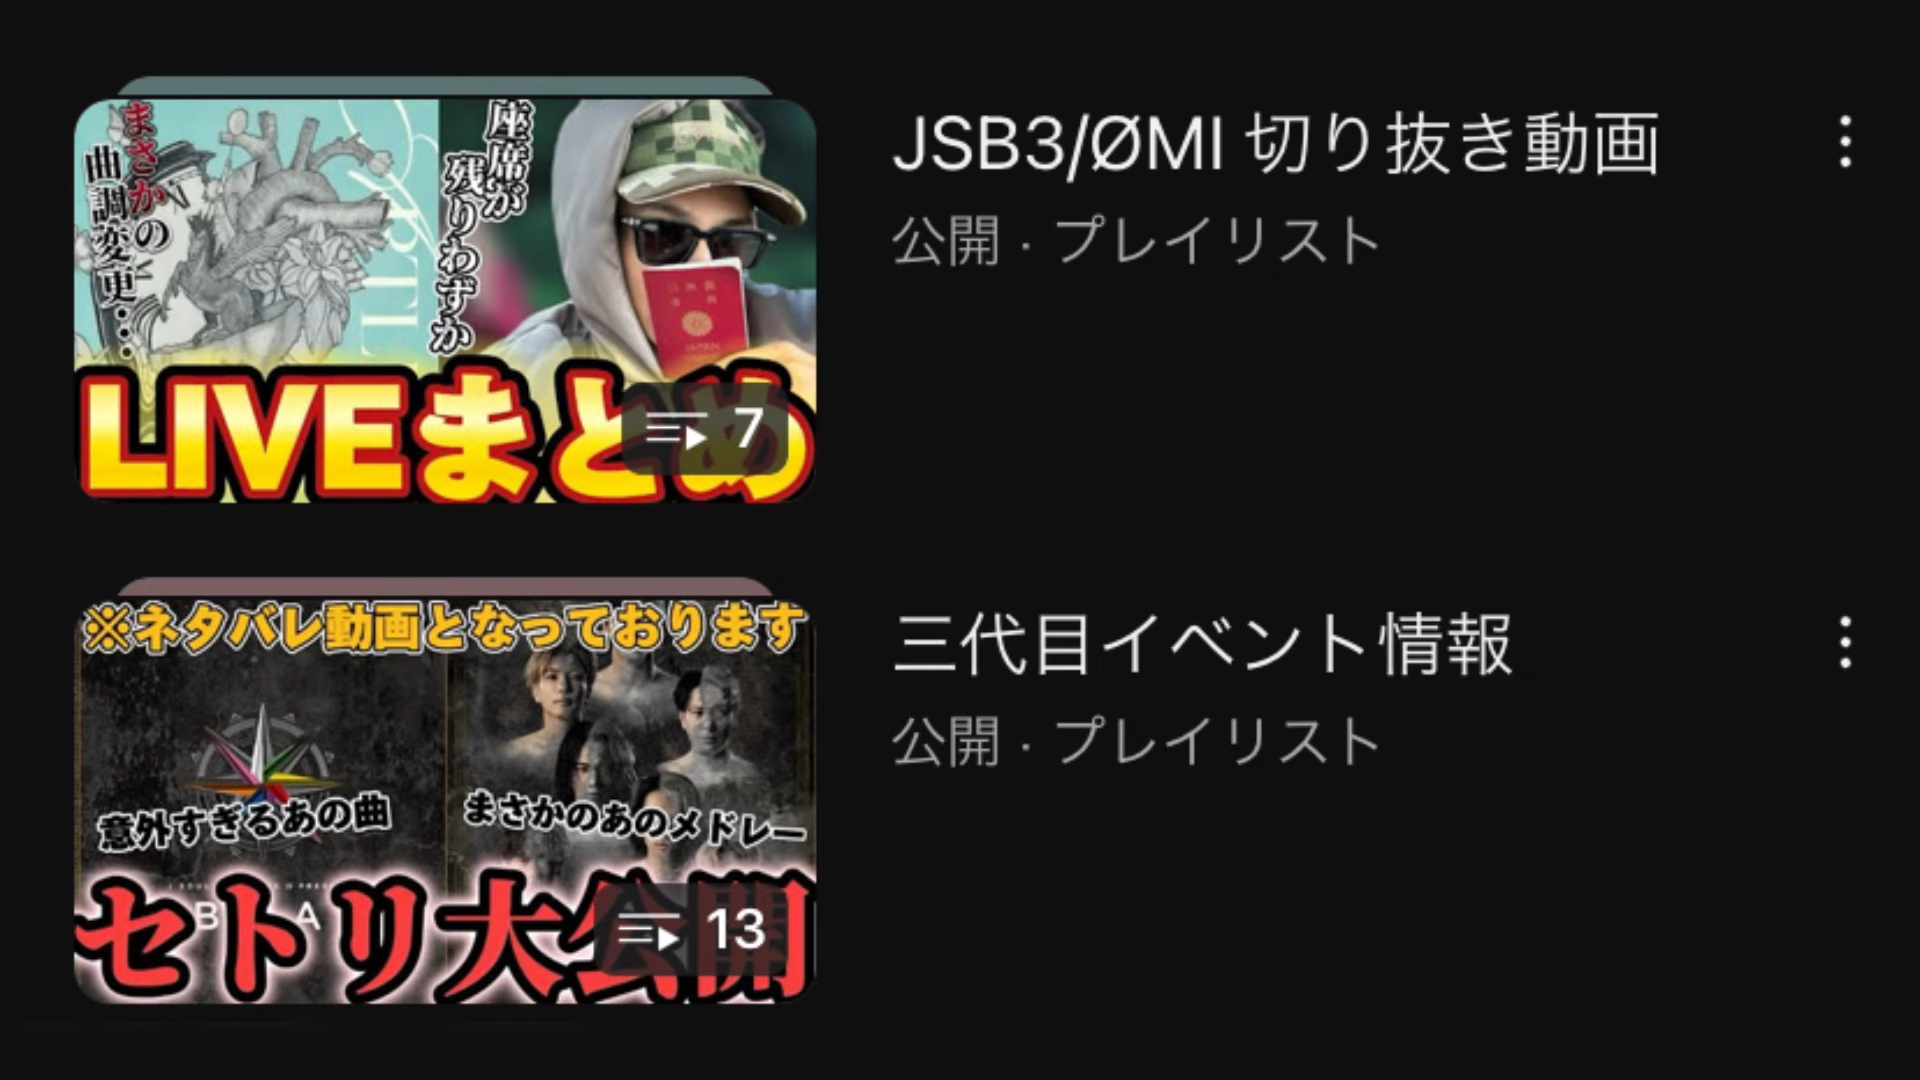 まさかの
曲調変更…
座席が
残りわずか
JAPAN
LIVEまとめ
7
JSB3/ØMI 切り抜き動画
公開・プレイリスト
※ネタバレ動画となっております
意外すぎるあの曲
まさかのあのメドレー
セトリ大公開
13
三代目イベント情報
公開・プレイリスト